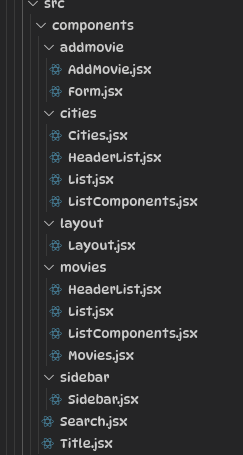 src
components
addmovie
AddMovie.jsx
Form.jsx
cities
Cities.jsx
HeaderList.jsx
List.jsx
ListComponents.jsx
layout
Layout.jsx
movies
HeaderList.jsx
List.jsx
ListComponents.jsx
Movies.jsx
sidebar
Sidebar.jsx
Search.jsx
Title.jsx